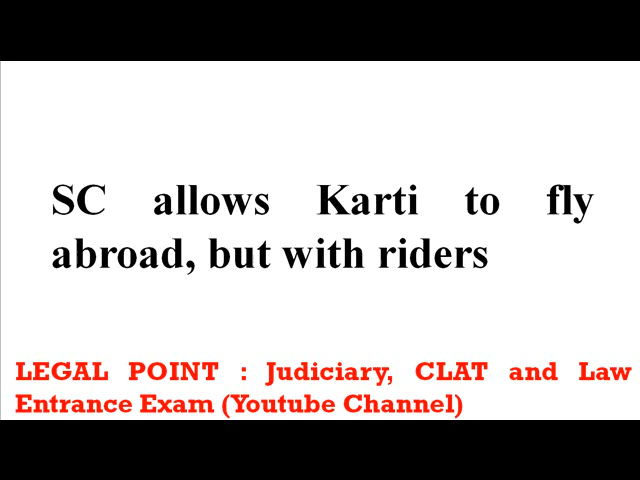 SC allows Karti to fly
abroad, but with riders
LEGAL POINT : Judiciary, CLAT and Law
Entrance Exam (Youtube Channel)